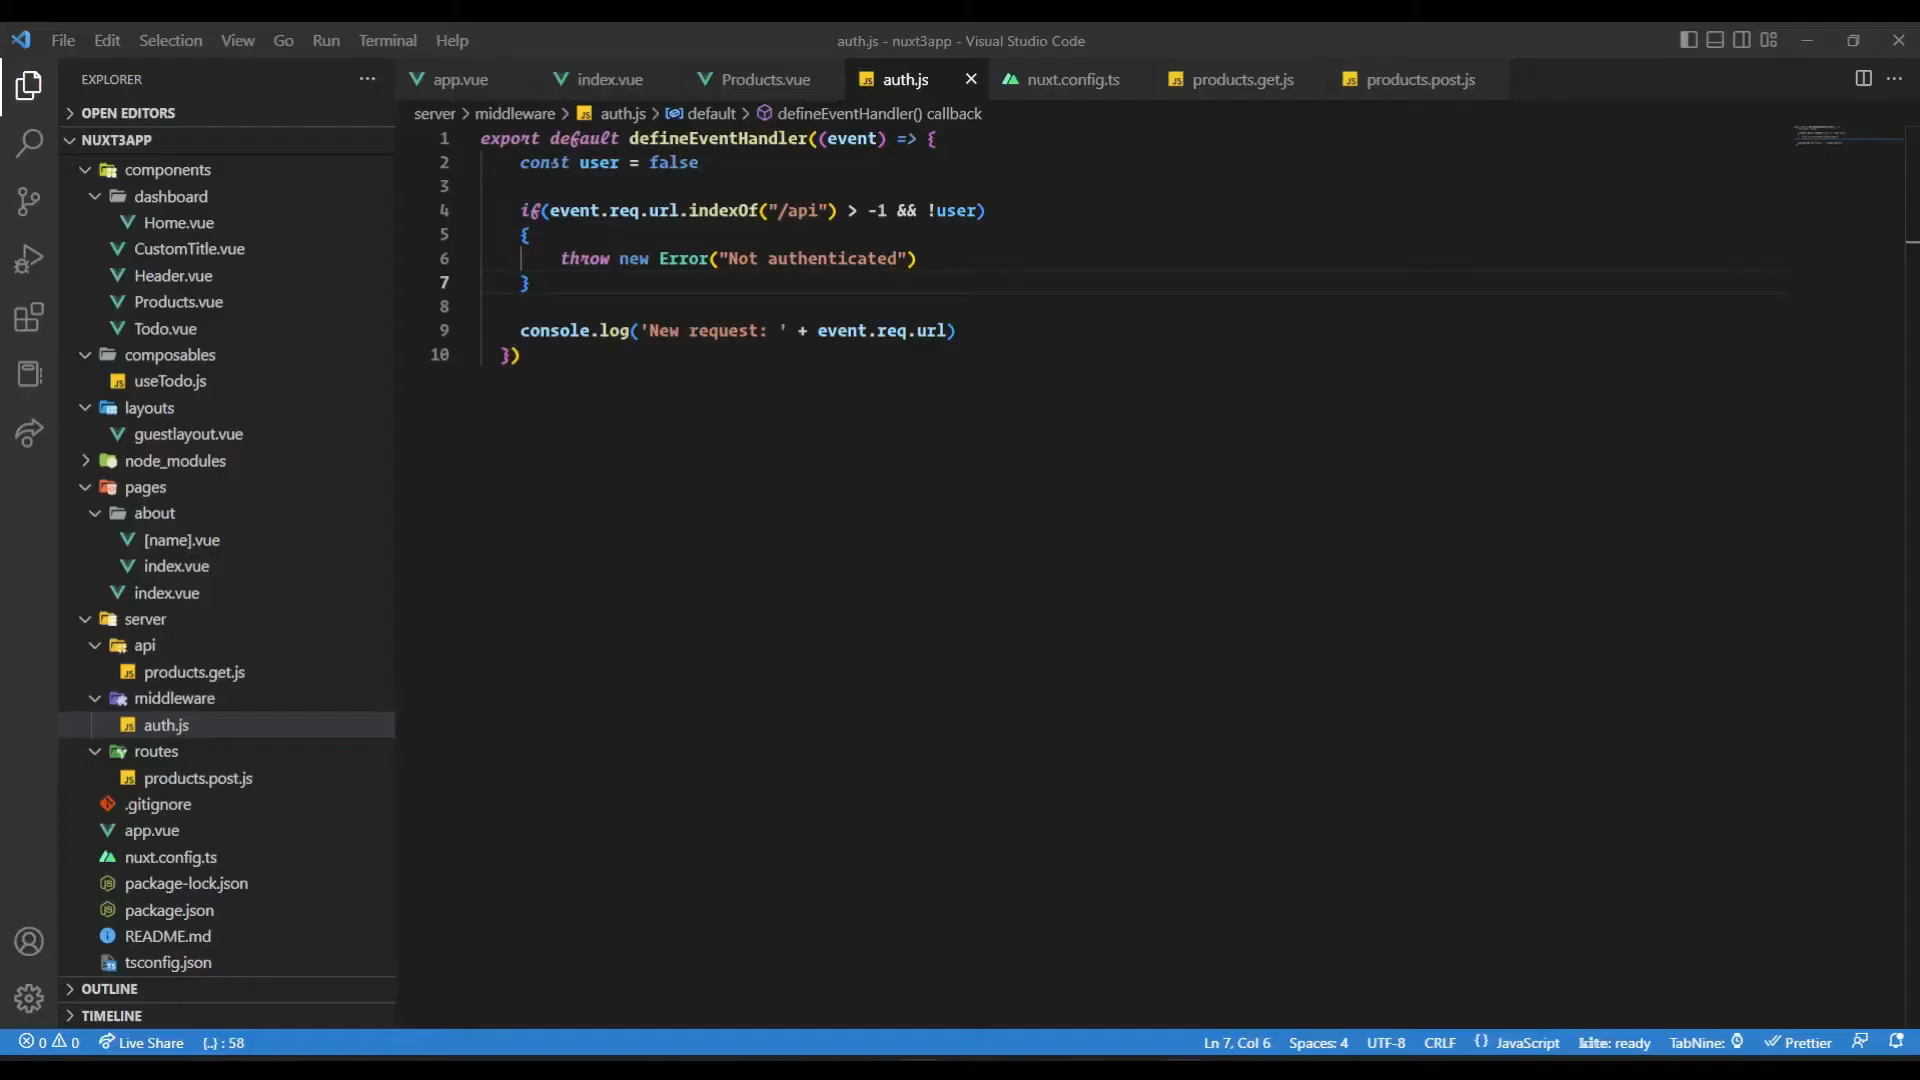 File Edit Selection View Go Run Terminal Help
auth.js - nuxt3app - Visual Studio Code
EXPLORER
OPEN EDITORS
NUXT3APP
components
dashboard
Home.vue
CustomTitle.vue
Header.vue
Products.vue
Todo.vue
composables
useTodo.js
layouts
guestlayout.vue
node_modules
pages
about
[name].vue
index.vue
index.vue
server
api
products.get.js
middleware
auth.js
routes
products.post.js
.gitignore
app.vue
nuxt.config.ts
package-lock.json
package.json
README.md
tsconfig.json
OUTLINE
TIMELINE
app.vue index.vue Products.vue auth.js nuxt.config.ts products.get.js products.post.js
server > middleware > auth.js > default > defineEventHandler() callback
1 export default defineEventHandler((event) => {
2 const user = false
3
4 if(event.req.url.indexOf("/api") > -1 && !user)
5 {
6 throw new Error("Not authenticated")
7 }
8
9 console.log('New request: ' + event.req.url)
10 })
0 0 Live Share {..} : 58 Ln 7, Col 6 Spaces: 4 UTF-8 CRLF {} JavaScript kite: ready TabNine: Prettier